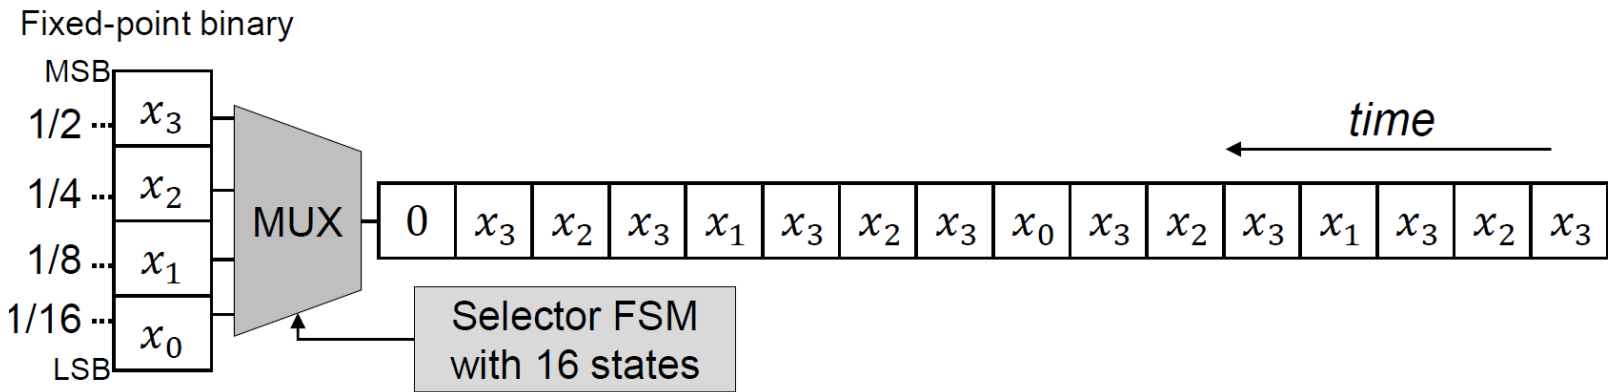 Fixed-point binary
MSB
1/2 x₃
1/4 x₂
1/8 x₁
1/16 x₀
LSB
MUX
time
0 x₃ x₂ x₃ x₁ x₃ x₂ x₃ x₀ x₃ x₂ x₃ x₁ x₃ x₂ x₃
Selector FSM
with 16 states